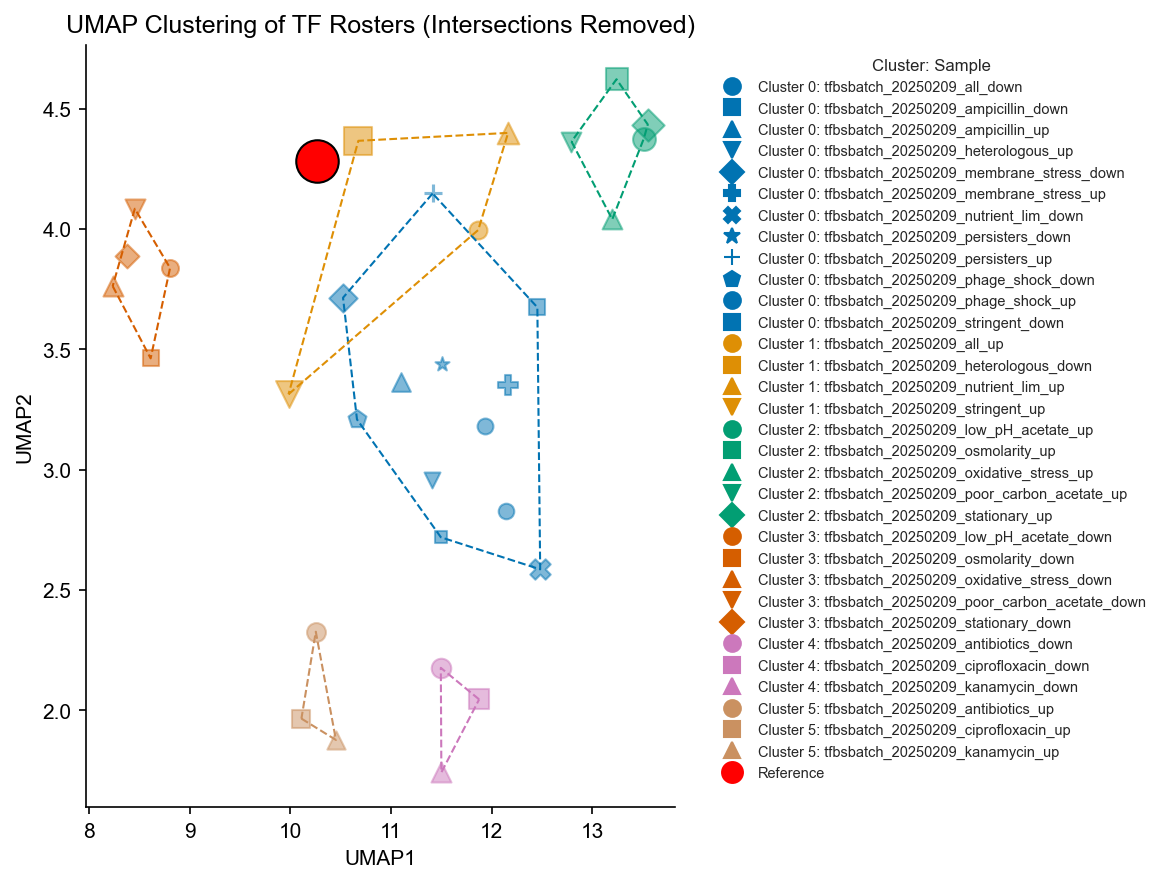 UMAP Clustering of TF Rosters (Intersections Removed)
4.5
4.0
3.5
3.0
2.5
2.0
UMAP2
8
9
10
11
12
13
UMAP1
Cluster: Sample
Cluster 0: tfbsbatch_20250209_all_down
Cluster 0: tfbsbatch_20250209_ampicillin_down
Cluster 0: tfbsbatch_20250209_ampicillin_up
Cluster 0: tfbsbatch_20250209_heterologous_up
Cluster 0: tfbsbatch_20250209_membrane_stress_down
Cluster 0: tfbsbatch_20250209_membrane_stress_up
Cluster 0: tfbsbatch_20250209_nutrient_lim_down
Cluster 0: tfbsbatch_20250209_persisters_down
Cluster 0: tfbsbatch_20250209_persisters_up
Cluster 0: tfbsbatch_20250209_phage_shock_down
Cluster 0: tfbsbatch_20250209_phage_shock_up
Cluster 0: tfbsbatch_20250209_stringent_down
Cluster 1: tfbsbatch_20250209_all_up
Cluster 1: tfbsbatch_20250209_heterologous_down
Cluster 1: tfbsbatch_20250209_nutrient_lim_up
Cluster 1: tfbsbatch_20250209_stringent_up
Cluster 2: tfbsbatch_20250209_low_pH_acetate_up
Cluster 2: tfbsbatch_20250209_osmolarity_up
Cluster 2: tfbsbatch_20250209_oxidative_stress_up
Cluster 2: tfbsbatch_20250209_poor_carbon_acetate_up
Cluster 2: tfbsbatch_20250209_stationary_up
Cluster 3: tfbsbatch_20250209_low_pH_acetate_down
Cluster 3: tfbsbatch_20250209_osmolarity_down
Cluster 3: tfbsbatch_20250209_oxidative_stress_down
Cluster 3: tfbsbatch_20250209_poor_carbon_acetate_down
Cluster 3: tfbsbatch_20250209_stationary_down
Cluster 4: tfbsbatch_20250209_antibiotics_down
Cluster 4: tfbsbatch_20250209_ciprofloxacin_down
Cluster 4: tfbsbatch_20250209_kanamycin_down
Cluster 5: tfbsbatch_20250209_antibiotics_up
Cluster 5: tfbsbatch_20250209_ciprofloxacin_up
Cluster 5: tfbsbatch_20250209_kanamycin_up
Reference